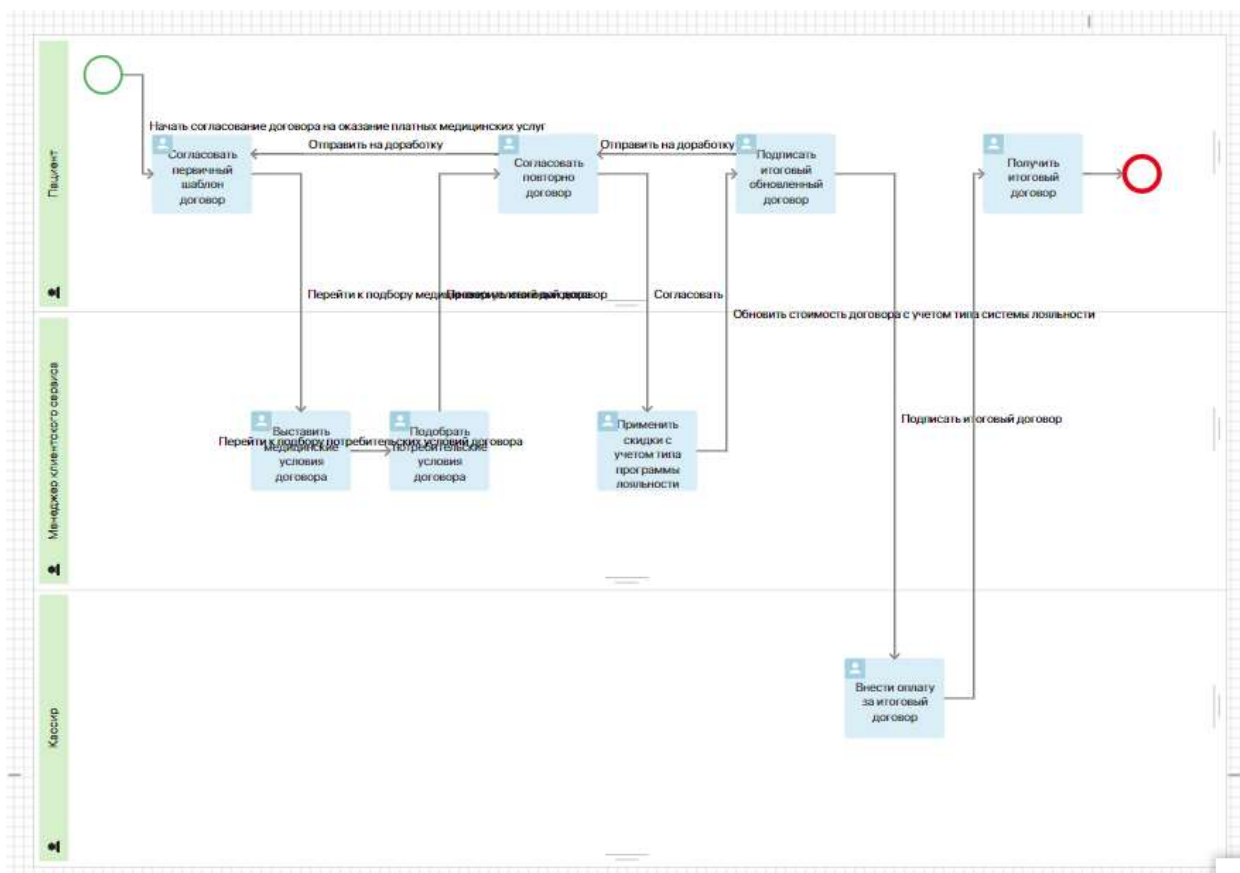 Пациент
Начать согласование договора на оказание платных медицинских услуг
Согласовать
первичный
шаблон
договор
Отправить на доработку
Согласовать
повторно
договор
Отправить на доработку
Подписать
итоговый
обновленный
договор
Получить
итоговый
договор
Перейти к подбору
договор
Согласовать
Обновить стоимость договора с учетом типа системы лояльности
Менеджер клиентского сервиса
Выставить
медицинские
условия
договора
Перейти к подбору потребительских условий договора
Подобрать
потребительские
условия
договора
Применить
скидки с
учетом типа
программы
лояльности
Подписать итоговый договор
Кассир
Внести оплату
за итоговый
договор